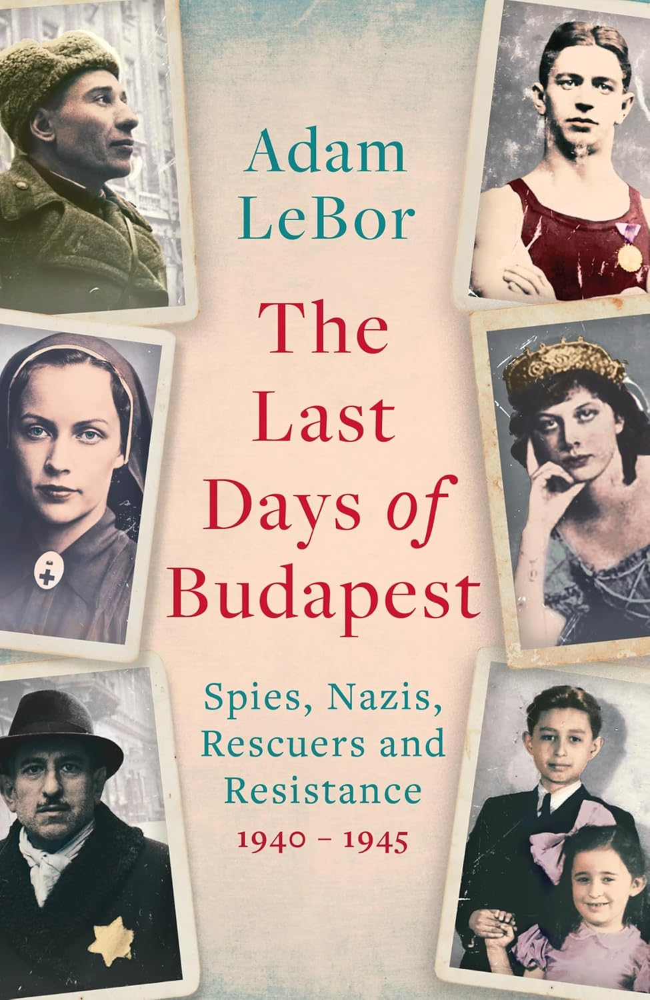 Adam
LeBor
The
Last
Days of
Budapest
Spies, Nazis,
Rescuers and
Resistance
1940 – 1945